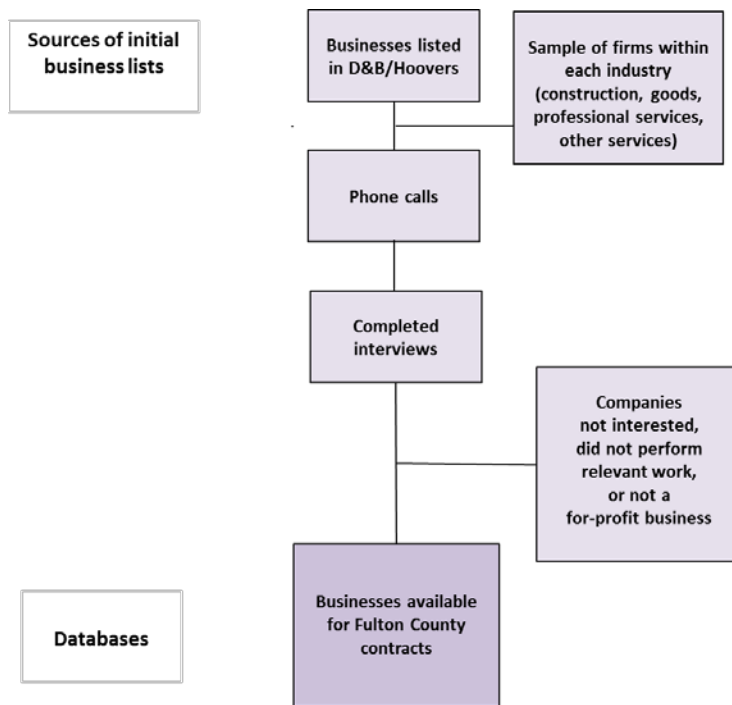 Sources of initial
business lists
Businesses listed
in D&B/Hoovers
Sample of firms within
each industry
(construction, goods,
professional services,
other services)
Phone calls
Completed
interviews
Companies
not interested,
did not perform
relevant work,
or not a
for-profit business
Databases
Businesses available
for Fulton County
contracts